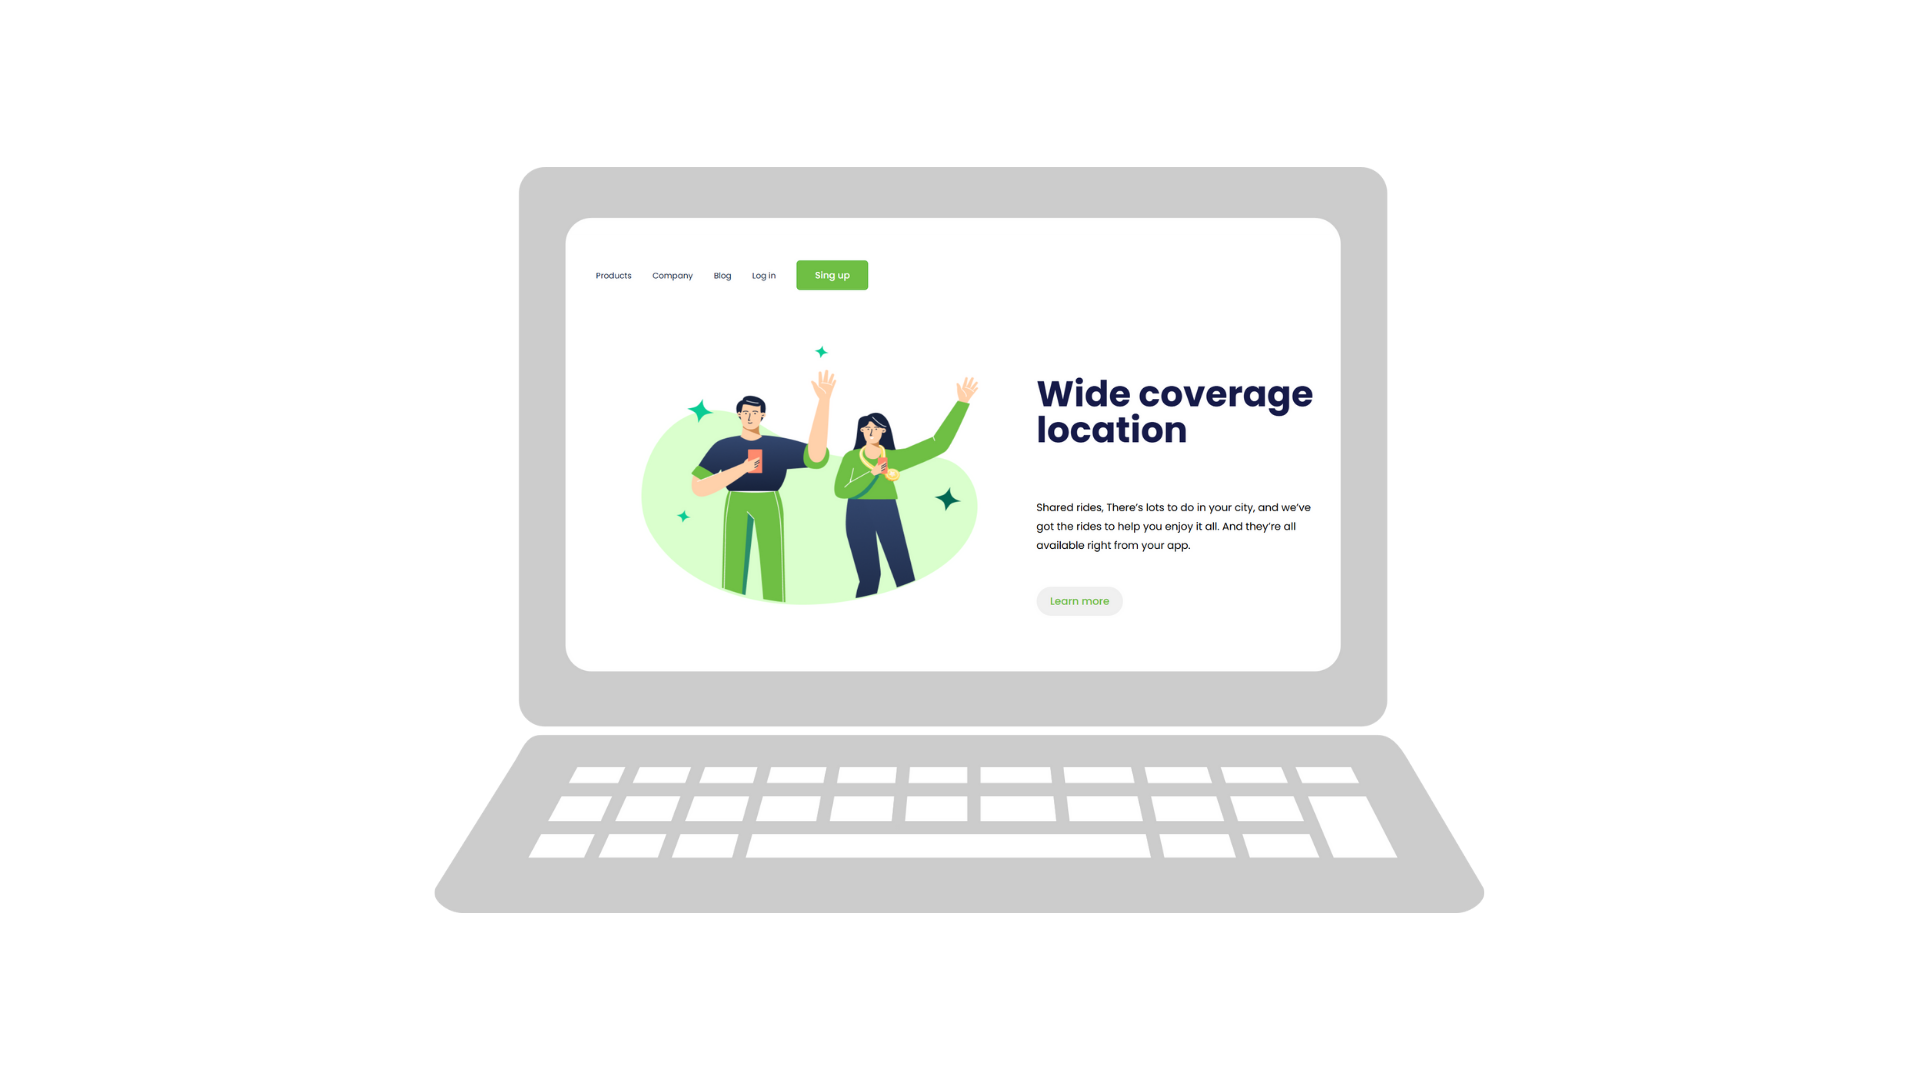 Products Company Blog Log in Sing up
Wide coverage
location
Shared rides, There's lots to do in your city, and we've
got the rides to help you enjoy it all. And they're all
available right from your app.
Learn more